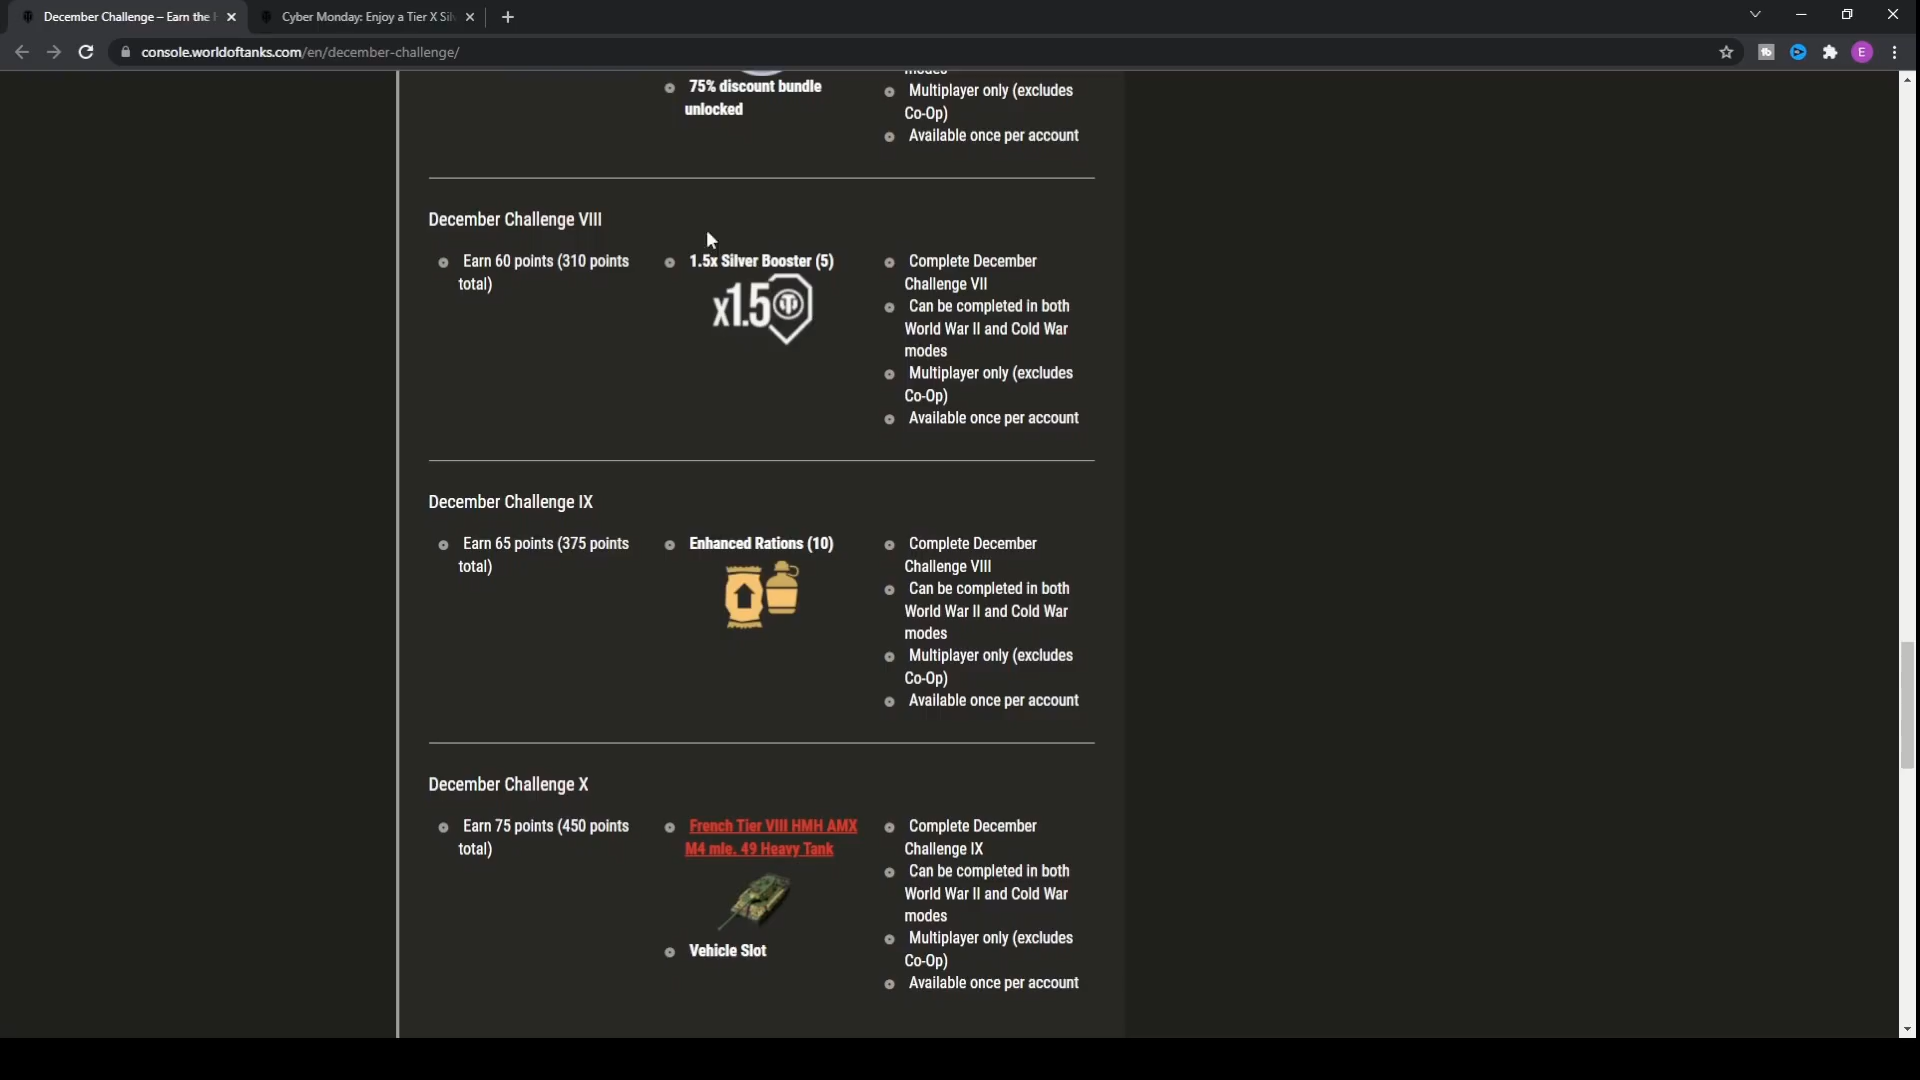 December Challenge – Earn the
Cyber Monday: Enjoy a Tier X Sil
console.worldoftanks.com/en/december-challenge/
E
modes
75% discount bundle
unlocked
Multiplayer only (excludes
Co-Op)
Available once per account
December Challenge VIII
Earn 60 points (310 points
total)
1.5x Silver Booster (5)
x1.5
Complete December
Challenge VII
Can be completed in both
World War II and Cold War
modes
Multiplayer only (excludes
Co-Op)
Available once per account
December Challenge IX
Earn 65 points (375 points
total)
Enhanced Rations (10)
Complete December
Challenge VIII
Can be completed in both
World War II and Cold War
modes
Multiplayer only (excludes
Co-Op)
Available once per account
December Challenge X
Earn 75 points (450 points
total)
French Tier VIII HMH AMX
M4 mle. 49 Heavy Tank
Vehicle Slot
Complete December
Challenge IX
Can be completed in both
World War II and Cold War
modes
Multiplayer only (excludes
Co-Op)
Available once per account